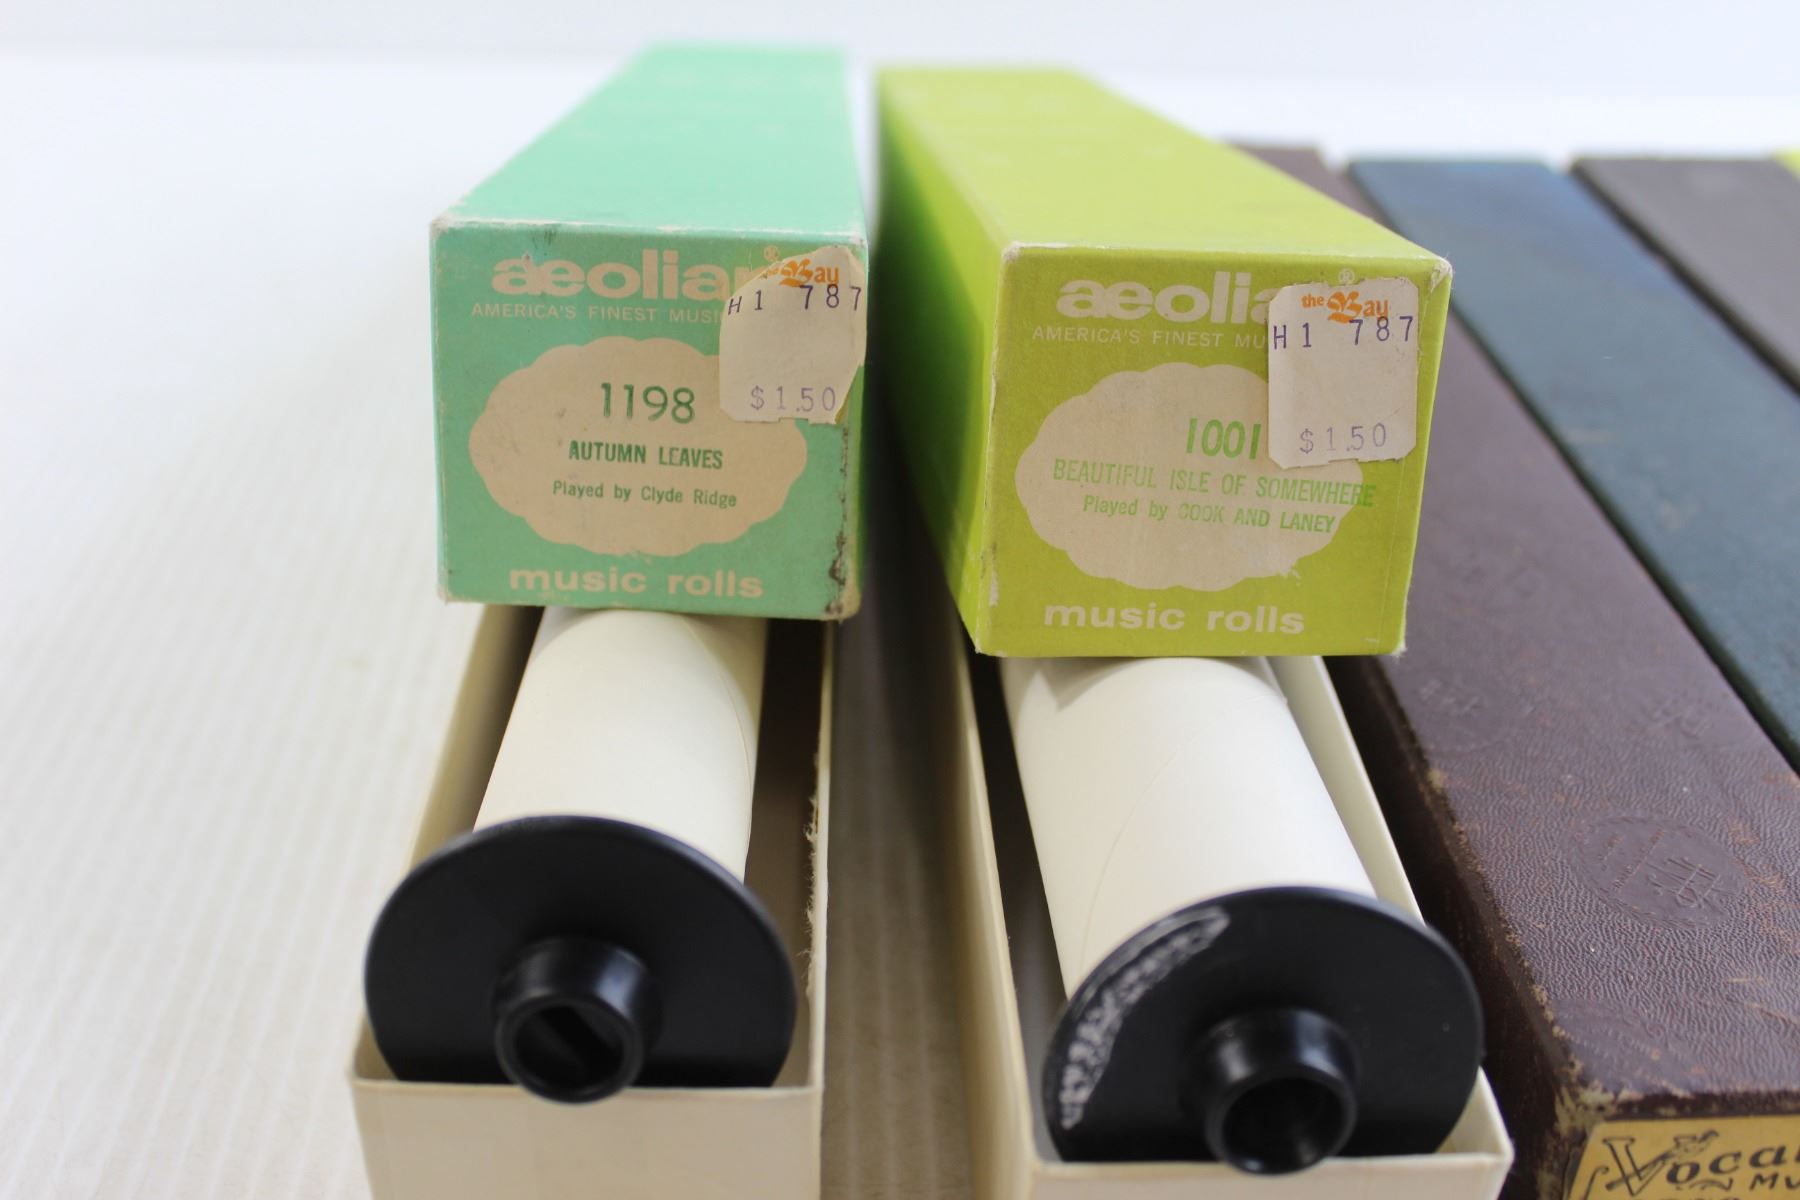 aeolia
AMERICA'S FINEST MUSI
the Bay
H1 787
$1.50
1198
AUTUMN LEAVES
Played by Clyde Ridge
music rolls
aeolia
AMERICA'S FINEST MU
the Bay
H1 787
$1.50
1001
BEAUTIFUL ISLE OF SOMEWHERE
Played by COOK AND LANEY
music rolls